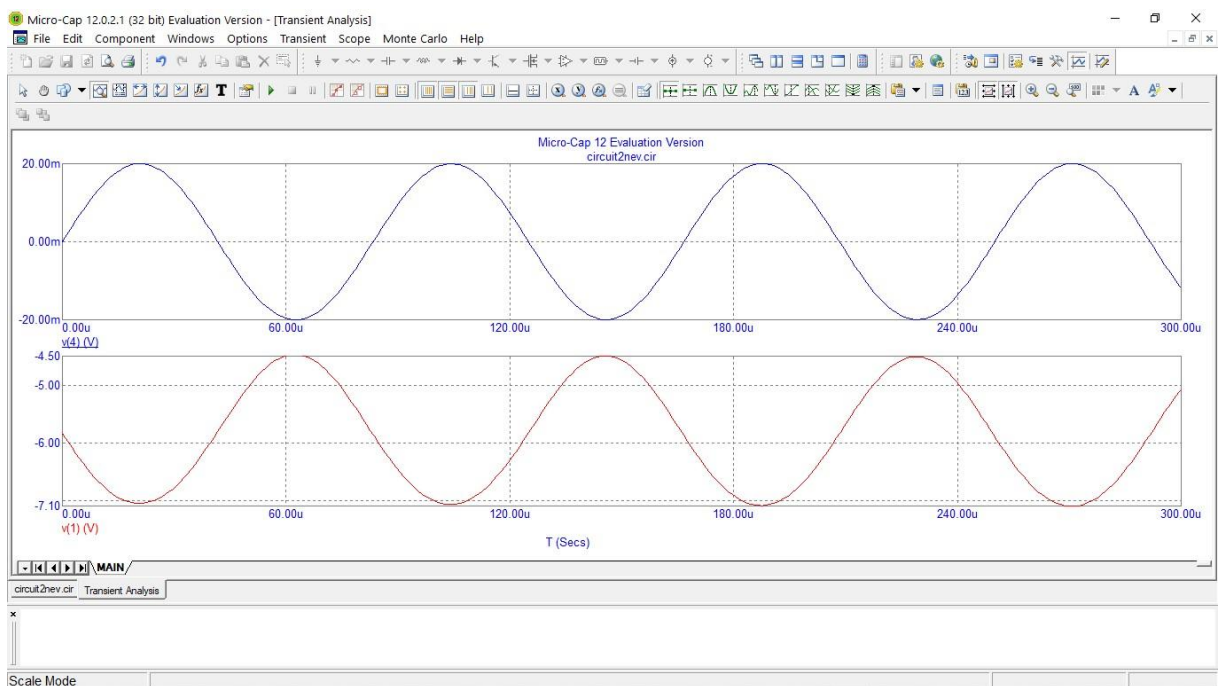 Micro-Cap 12.0.2.1 (32 bit) Evaluation Version - [Transient Analysis]
File Edit Component Windows Options Transient Scope Monte Carlo Help
Micro-Cap 12 Evaluation Version
circuit2nev.cir
20.00m
0.00m
-20.00m
0.00u 60.00u 120.00u 180.00u 240.00u 300.00u
v(4) (V)
-4.50
-5.00
-6.00
-7.10
0.00u 60.00u 120.00u 180.00u 240.00u 300.00u
v(1) (V)
T (Secs)
MAIN
circuit2nev.cir Transient Analysis
Scale Mode